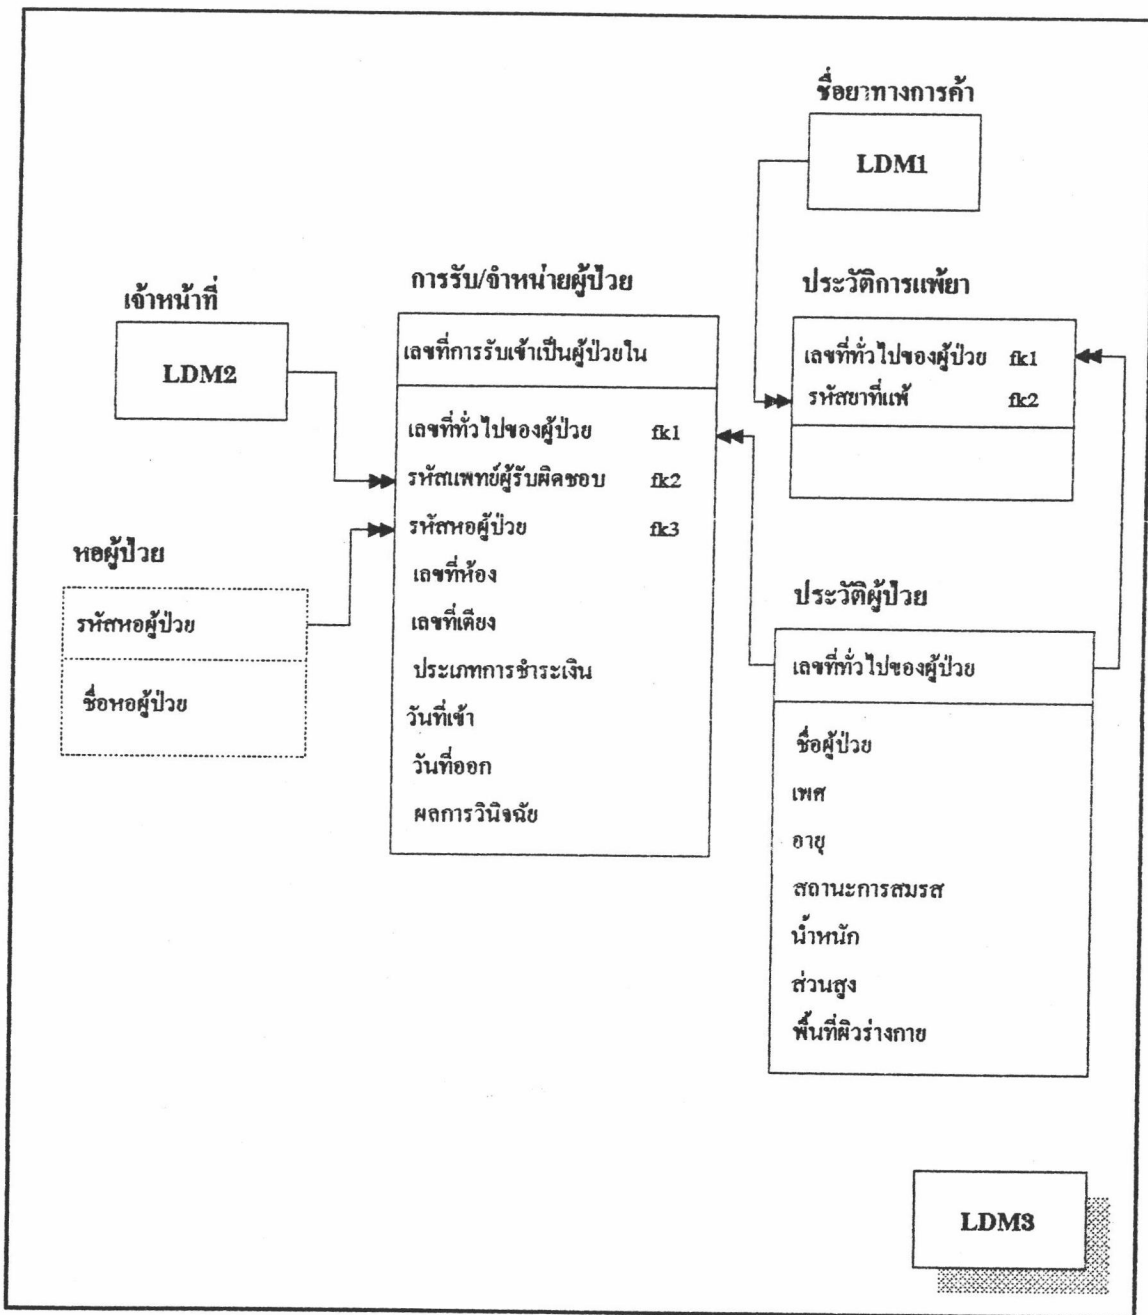 ชื่อยาทางการค้า
LDM1
เจ้าหน้าที่
LDM2
การรับ/จำหน่ายผู้ป่วย
เลขที่การรับเข้าเป็นผู้ป่วยใน
เลขที่ทั่วไปของผู้ป่วย fk1
รหัสแพทย์ผู้รับผิดชอบ fk2
รหัสหอผู้ป่วย fk3
เลขที่ห้อง
เลขที่เตียง
ประเภทการชำระเงิน
วันที่เข้า
วันที่ออก
ผลการวินิจฉัย
ประวัติการแพ้ยา
เลขที่ทั่วไปของผู้ป่วย fk1
รหัสยาที่แพ้ fk2
หอผู้ป่วย
รหัสหอผู้ป่วย
ชื่อหอผู้ป่วย
ประวัติผู้ป่วย
เลขที่ทั่วไปของผู้ป่วย
ชื่อผู้ป่วย
เพศ
อายุ
สถานะการสมรส
น้ำหนัก
ส่วนสูง
พื้นที่ผิวร่างกาย
LDM3